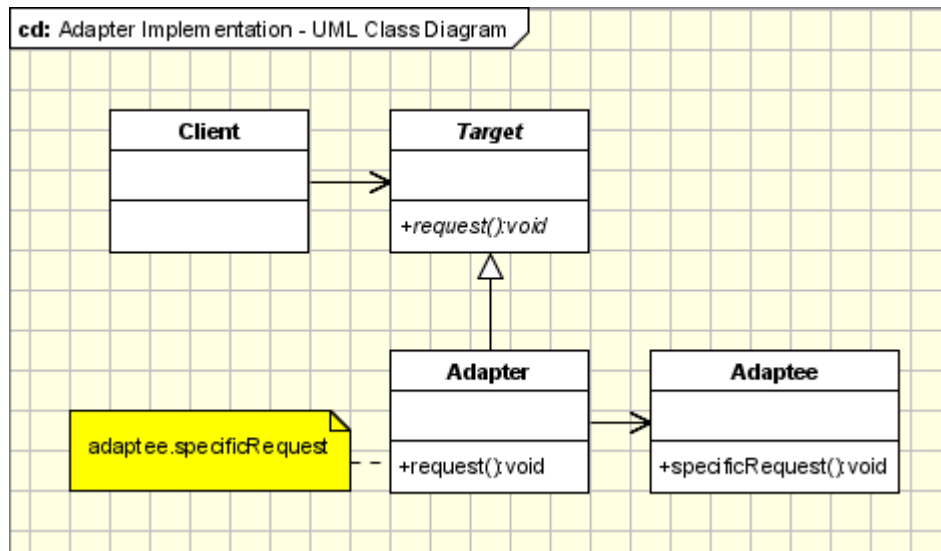 cd: Adapter Implementation - UML Class Diagram
Client
Target
+request():void
Adapter
Adaptee
adaptee.specificRequest
+request():void
+specificRequest():void